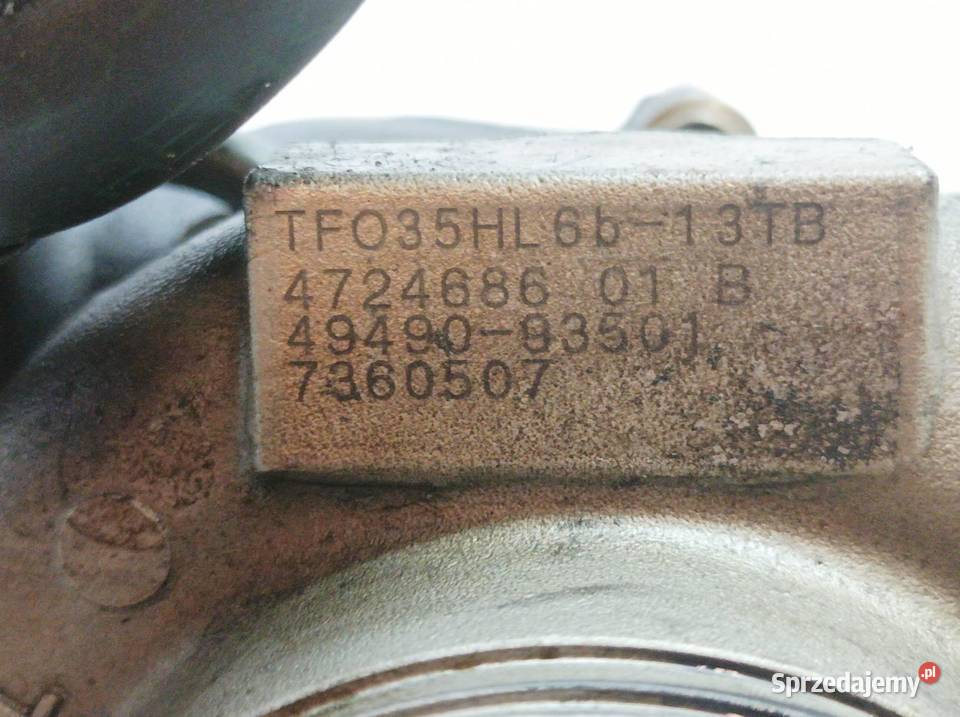 TFO35HL6b-13TB
4724686 01 B
49490-93501
7360507
Sprzedajemy.pl